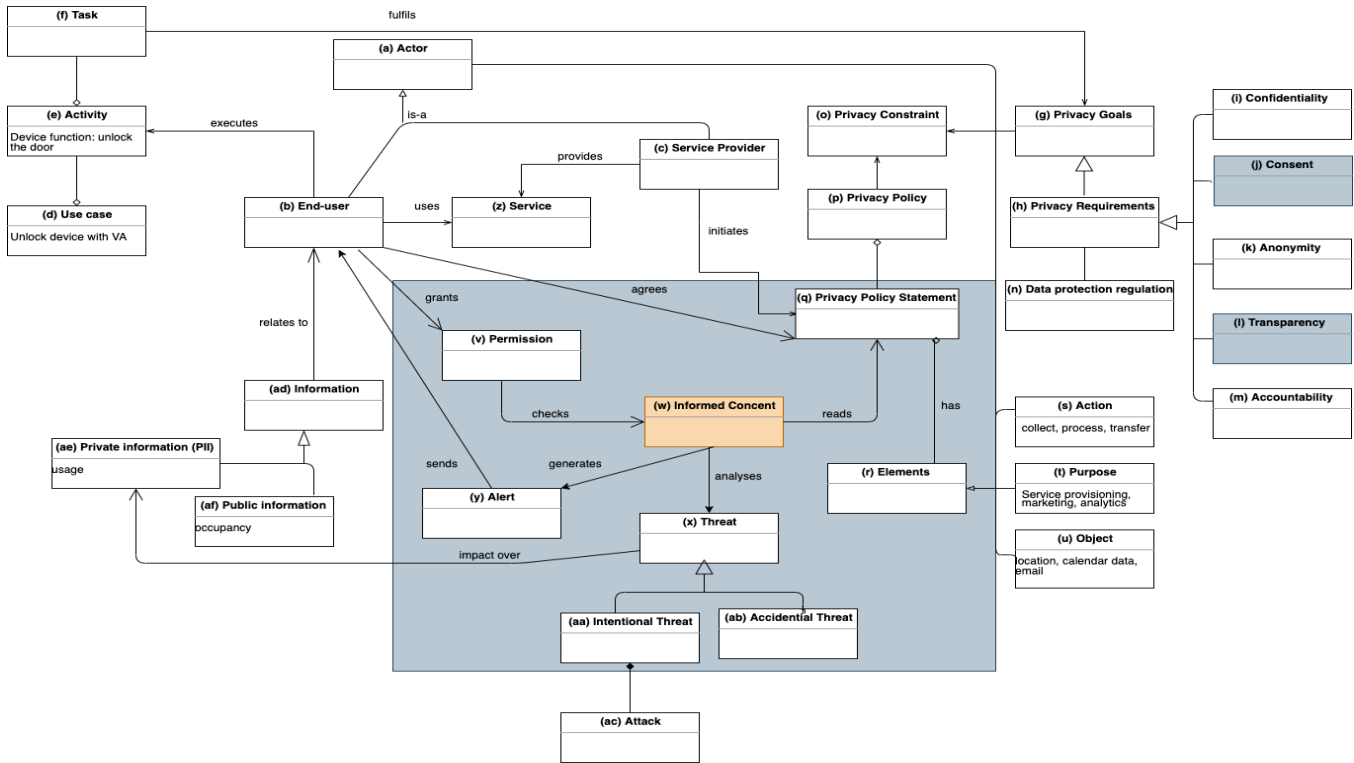 (f) Task
fulfils
(a) Actor
(e) Activity
Device function: unlock
the door
executes
is-a
(o) Privacy Constraint
(g) Privacy Goals
(i) Confidentiality
(c) Service Provider
provides
(j) Consent
(d) Use case
Unlock device with VA
(b) End-user
uses
(z) Service
initiates
(p) Privacy Policy
(h) Privacy Requirements
(k) Anonymity
(n) Data protection regulation
agrees
grants
(q) Privacy Policy Statement
relates to
(v) Permission
(l) Transparency
(ad) Information
checks
(w) Informed Concent
reads
has
(s) Action
collect, process, transfer
(m) Accountability
(ae) Private information (PII)
usage
sends
generates
analyses
(r) Elements
(t) Purpose
Service provisioning,
marketing, analytics
(af) Public information
occupancy
(y) Alert
(x) Threat
impact over
(u) Object
location, calendar data,
email
(aa) Intentional Threat
(ab) Accidential Threat
(ac) Attack